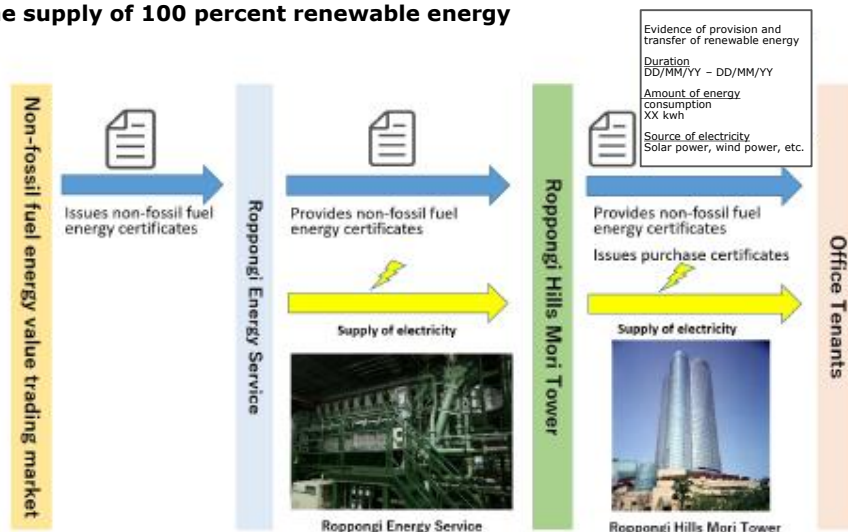 e supply of 100 percent renewable energy
Evidence of provision and
transfer of renewable energy
Duration
DD/MM/YY – DD/MM/YY
Amount of energy
consumption
XX kwh
Source of electricity
Solar power, wind power, etc.
Non-fossil fuel energy value trading market
Issues non-fossil fuel
energy certificates
Roppongi Energy Service
Provides non-fossil fuel
energy certificates
Supply of electricity
Roppongi Energy Service
Roppongi Hills Mori Tower
Provides non-fossil fuel
energy certificates
Issues purchase certificates
Supply of electricity
Roppongi Hills Mori Tower
Office Tenants